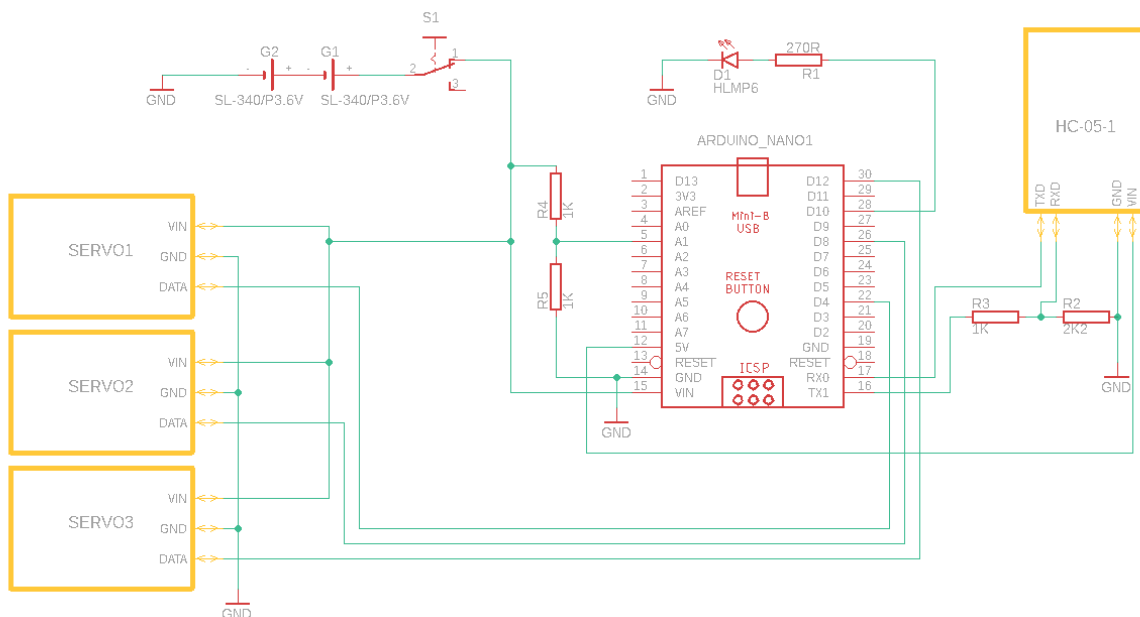 S1
G2
G1
-
+
-
+
2
1
3
GND
SL-340/P3.6V
SL-340/P3.6V
270R
R1
D1
HLMP6
GND
HC-05-1
TXD
RXD
GND
VIN
ARDUINO_NANO1
Mini-B
USB
RESET
BUTTON
ICSP
1 D13
2 3V3
3 AREF
4 A0
5 A1
6 A2
7 A3
8 A4
9 A5
10 A6
11 A7
12 5V
13 RESET
14 GND
15 VIN
D12 30
D11 29
D10 28
D9 27
D8 26
D7 25
D6 24
D5 23
D4 22
D3 21
D2 20
GND 19
RESET 18
RX0 17
TX1 16
R4
1K
R5
1K
GND
R3
1K
R2
2K2
GND
SERVO1
VIN
GND
DATA
SERVO2
VIN
GND
DATA
SERVO3
VIN
GND
DATA
GND